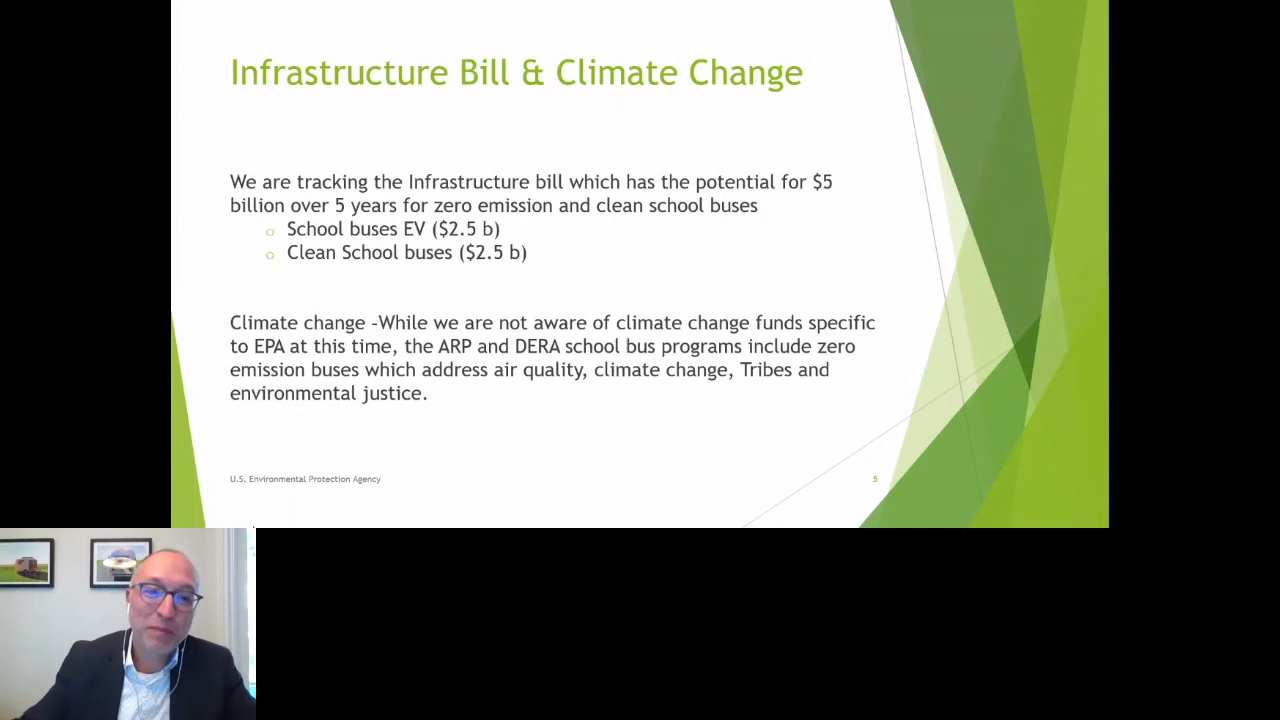 Infrastructure Bill & Climate Change
We are tracking the Infrastructure bill which has the potential for $5
billion over 5 years for zero emission and clean school buses
o School buses EV ($2.5 b)
o Clean School buses ($2.5 b)
Climate change -While we are not aware of climate change funds specific
to EPA at this time, the ARP and DERA school bus programs include zero
emission buses which address air quality, climate change, Tribes and
environmental justice.
U.S. Environmental Protection Agency
5